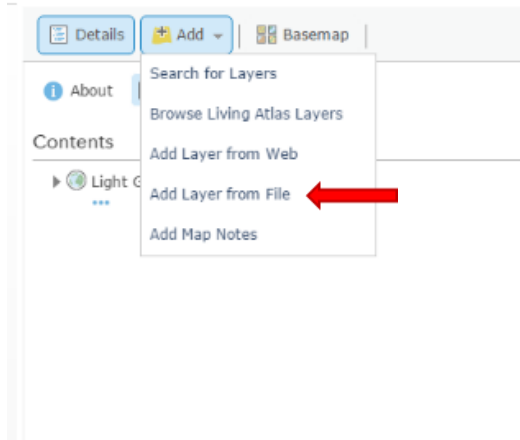 Details Add Basemap
About
Search for Layers
Browse Living Atlas Layers
Contents
Add Layer from Web
Light G
Add Layer from File
Add Map Notes